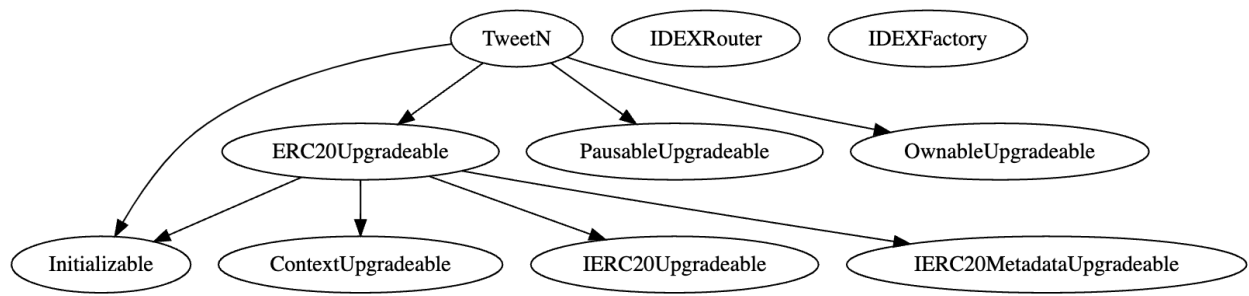 TweetN
IDEXRouter
IDEXFactory
ERC20Upgradeable
PausableUpgradeable
OwnableUpgradeable
Initializable
ContextUpgradeable
IERC20Upgradeable
IERC20MetadataUpgradeable